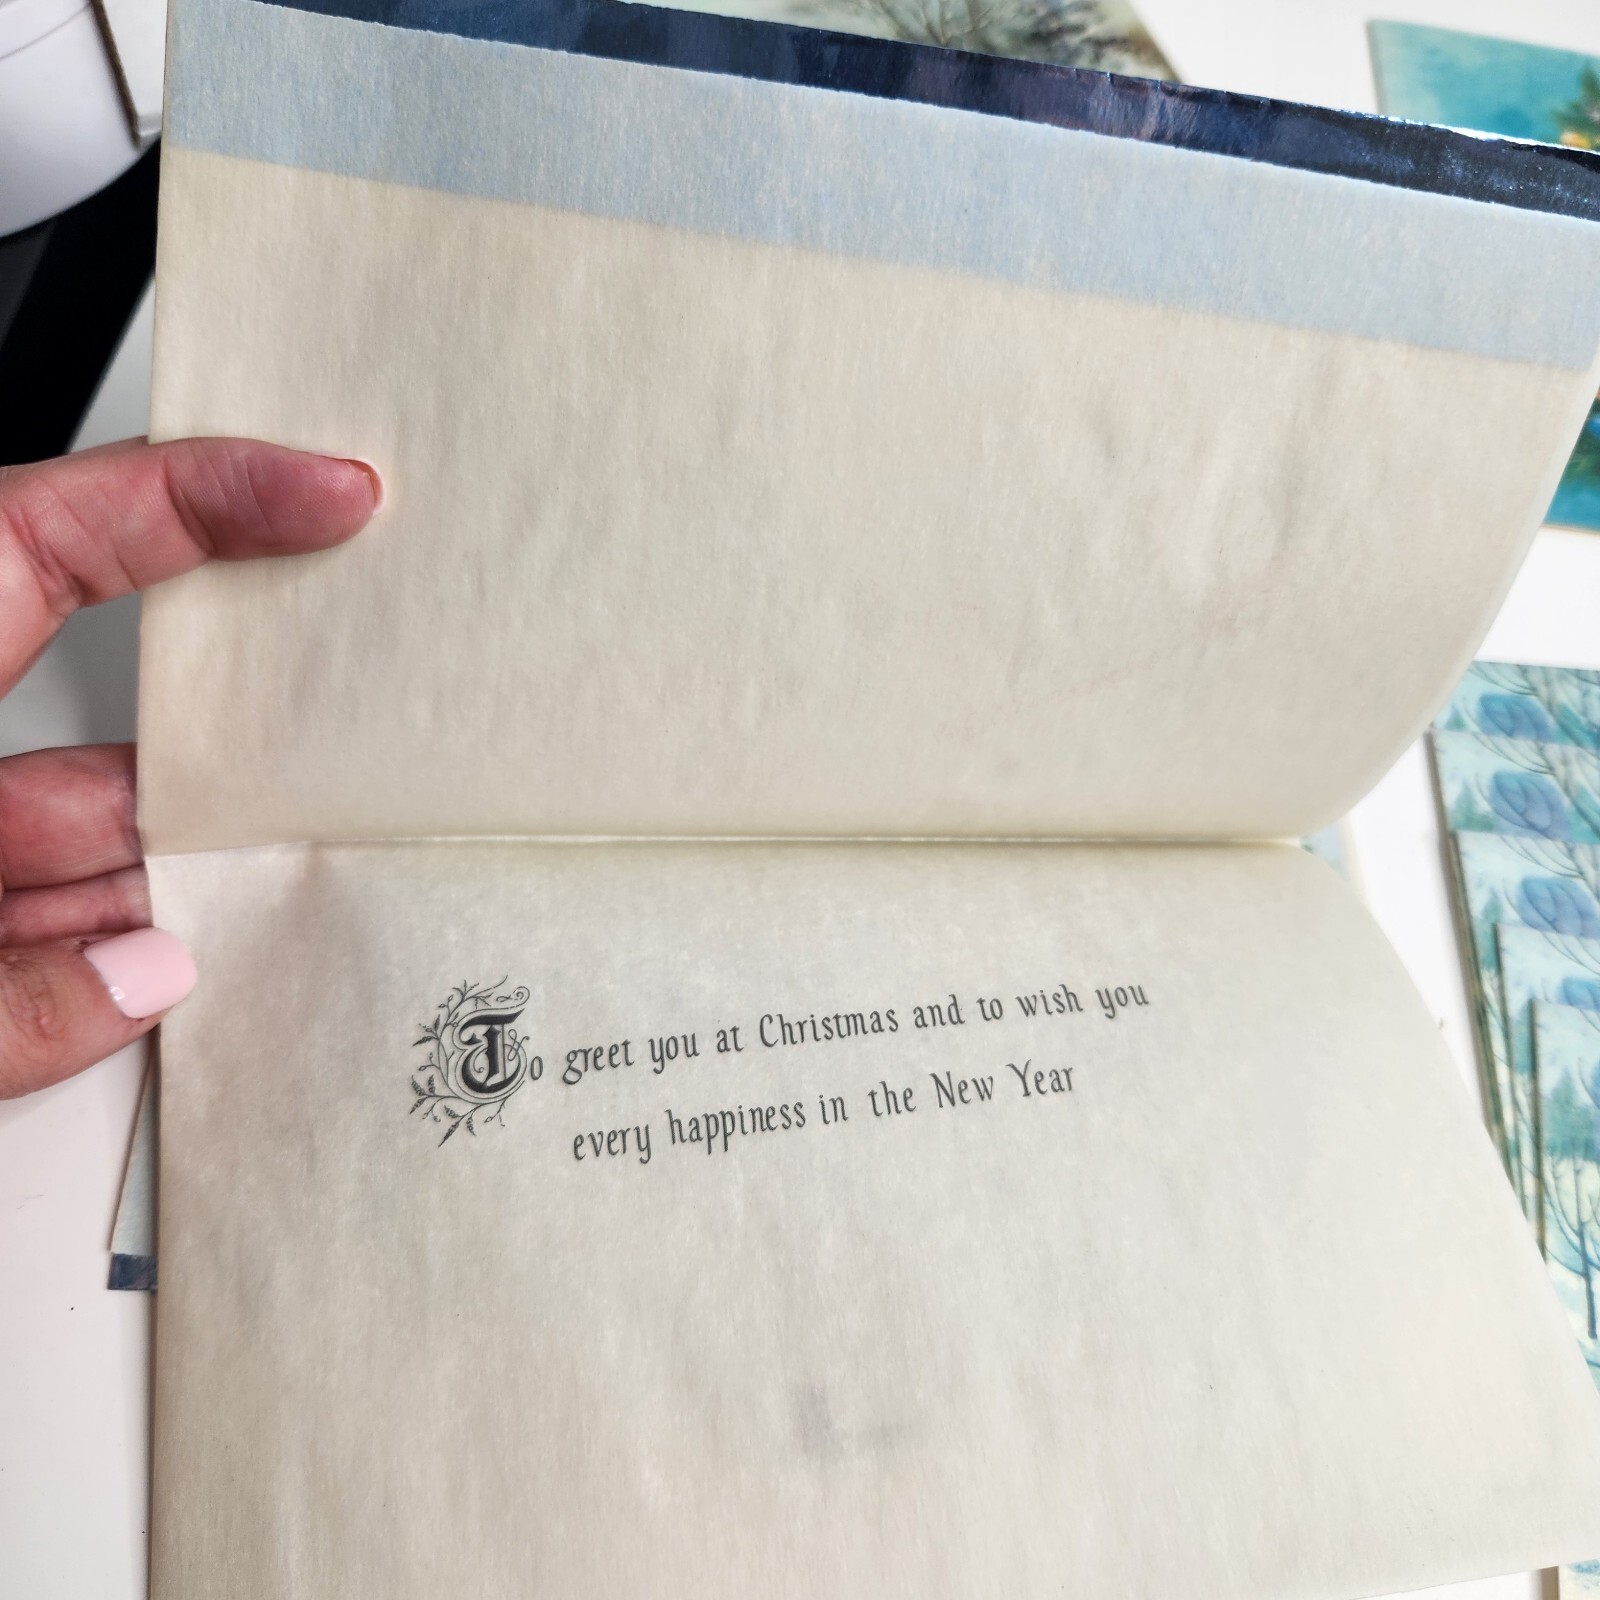 To greet you at Christmas and to wish you
every happiness in the New Year